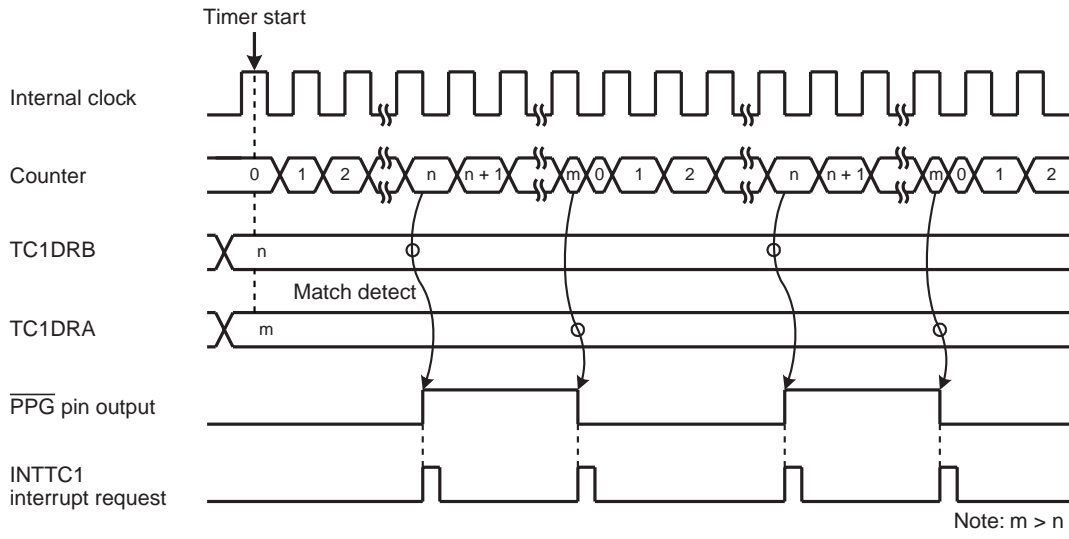 Timer start
Internal clock
Counter
0 1 2 n n + 1 m 0 1 2 n n + 1 m 0 1 2
TC1DRB
n
Match detect
TC1DRA
m
PPG pin output
INTTC1
interrupt request
Note: m > n